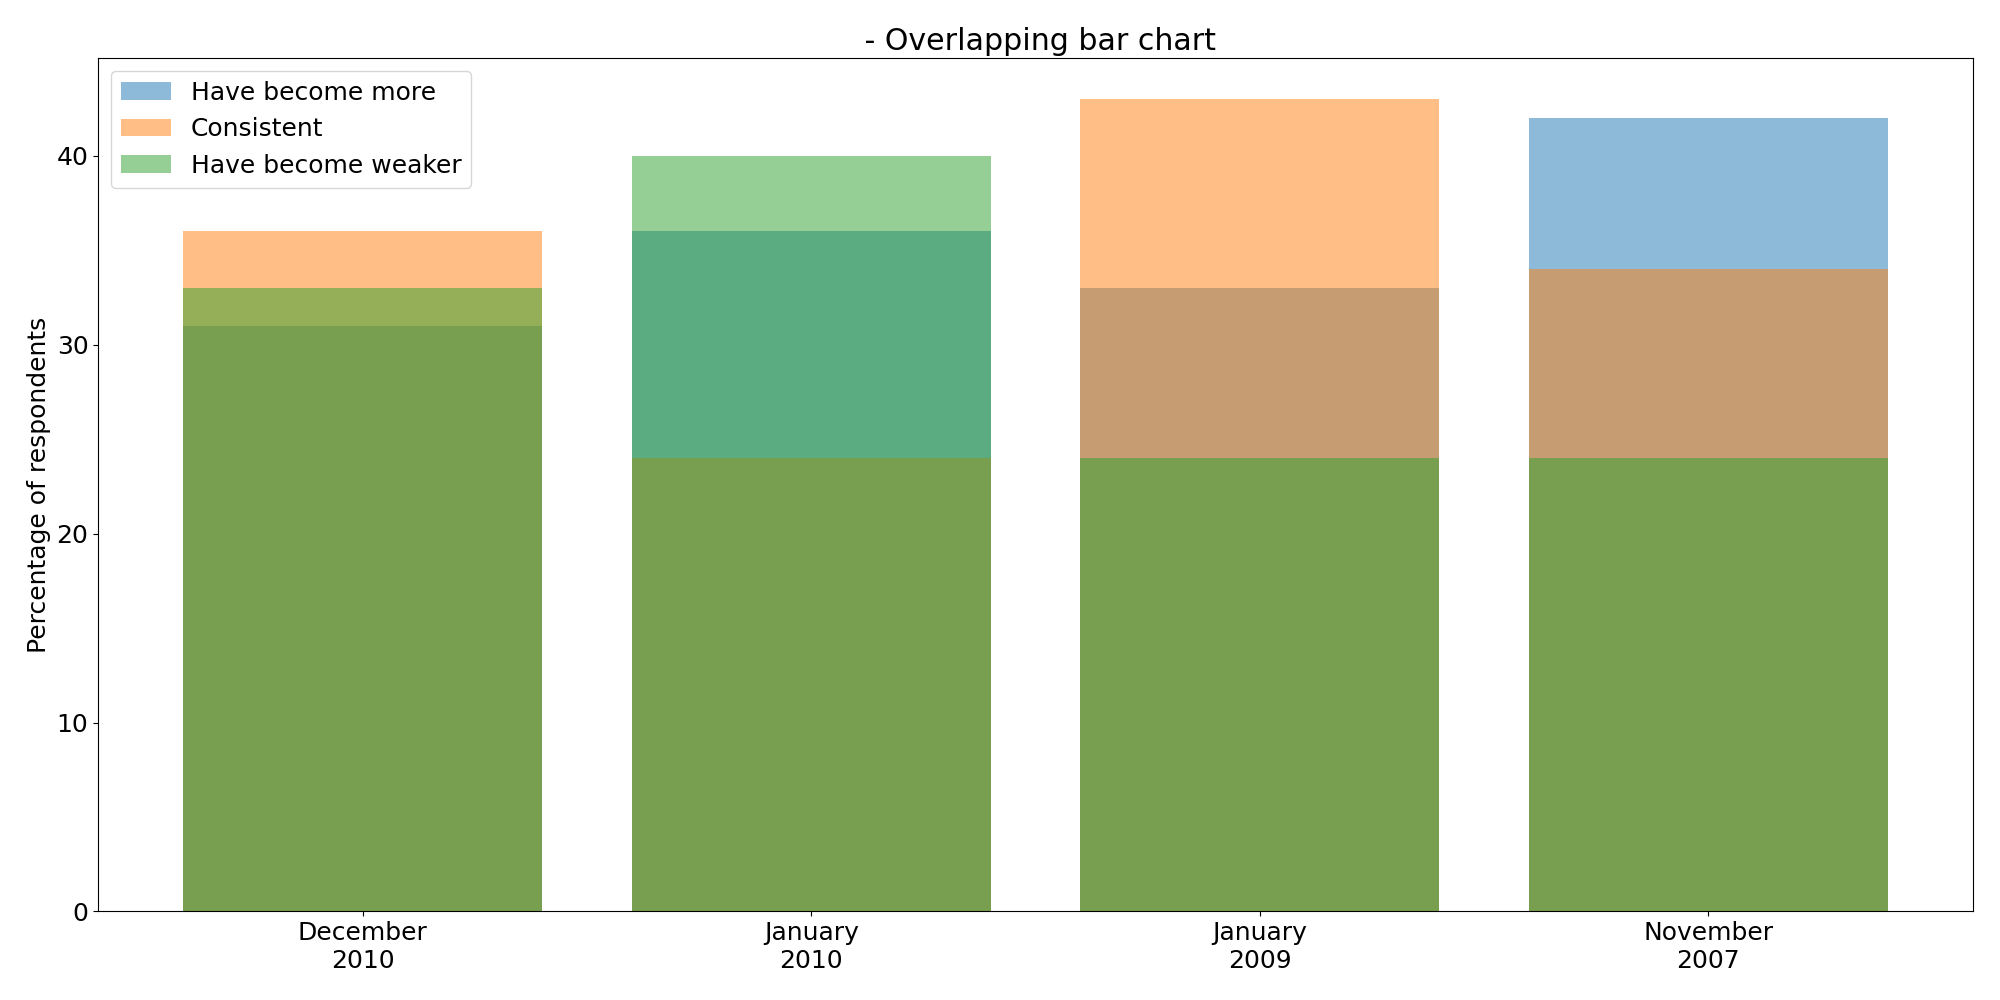 - Overlapping bar chart
Have become more
Consistent
Have become weaker
Percentage of respondents
40
30
20
10
0
December
2010
January
2010
January
2009
November
2007